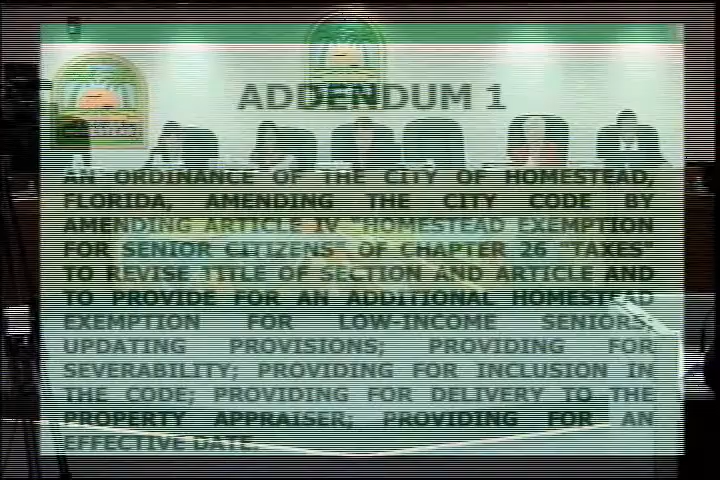 ADDENDUM 1
AN ORDINANCE OF THE CITY OF HOMESTEAD,
FLORIDA, AMENDING THE CITY CODE BY
AMENDING ARTICLE IV "HOMESTEAD EXEMPTION
FOR SENIOR CITIZENS" OF CHAPTER 26 "TAXES"
TO REVISE TITLE OF SECTION AND ARTICLE AND
TO PROVIDE FOR AN ADDITIONAL HOMESTEAD
EXEMPTION FOR LOW-INCOME SENIORS;
UPDATING PROVISIONS; PROVIDING FOR
SEVERABILITY; PROVIDING FOR INCLUSION IN
THE CODE; PROVIDING FOR DELIVERY TO THE
PROPERTY APPRAISER; PROVIDING FOR AN
EFFECTIVE DATE.